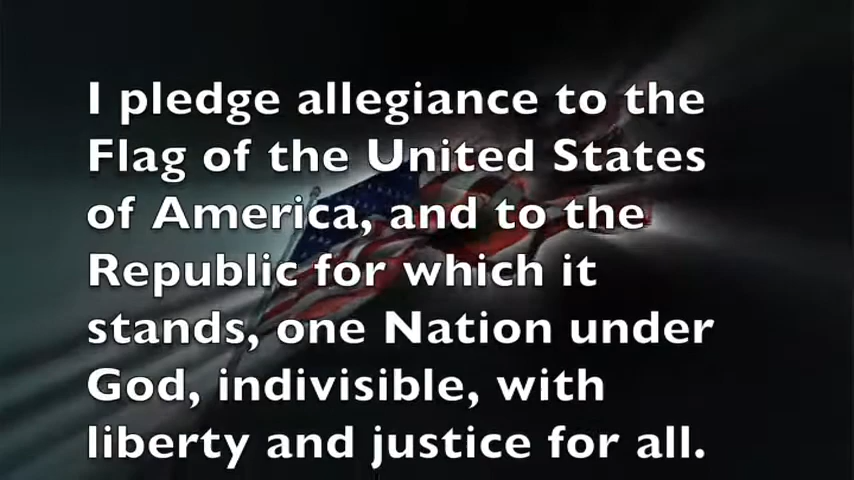 I pledge allegiance to the
Flag of the United States
of America, and to the
Republic for which it
stands, one Nation under
God, indivisible, with
liberty and justice for all.